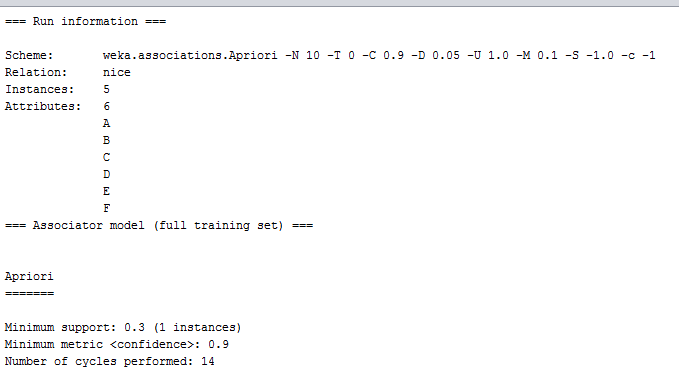 === Run information ===
Scheme: weka.associations.Apriori -N 10 -T 0 -C 0.9 -D 0.05 -U 1.0 -M 0.1 -S -1.0 -c -1
Relation: nice
Instances: 5
Attributes: 6
A
B
C
D
E
F
=== Associator model (full training set) ===
Apriori
=======
Minimum support: 0.3 (1 instances)
Minimum metric <confidence>: 0.9
Number of cycles performed: 14